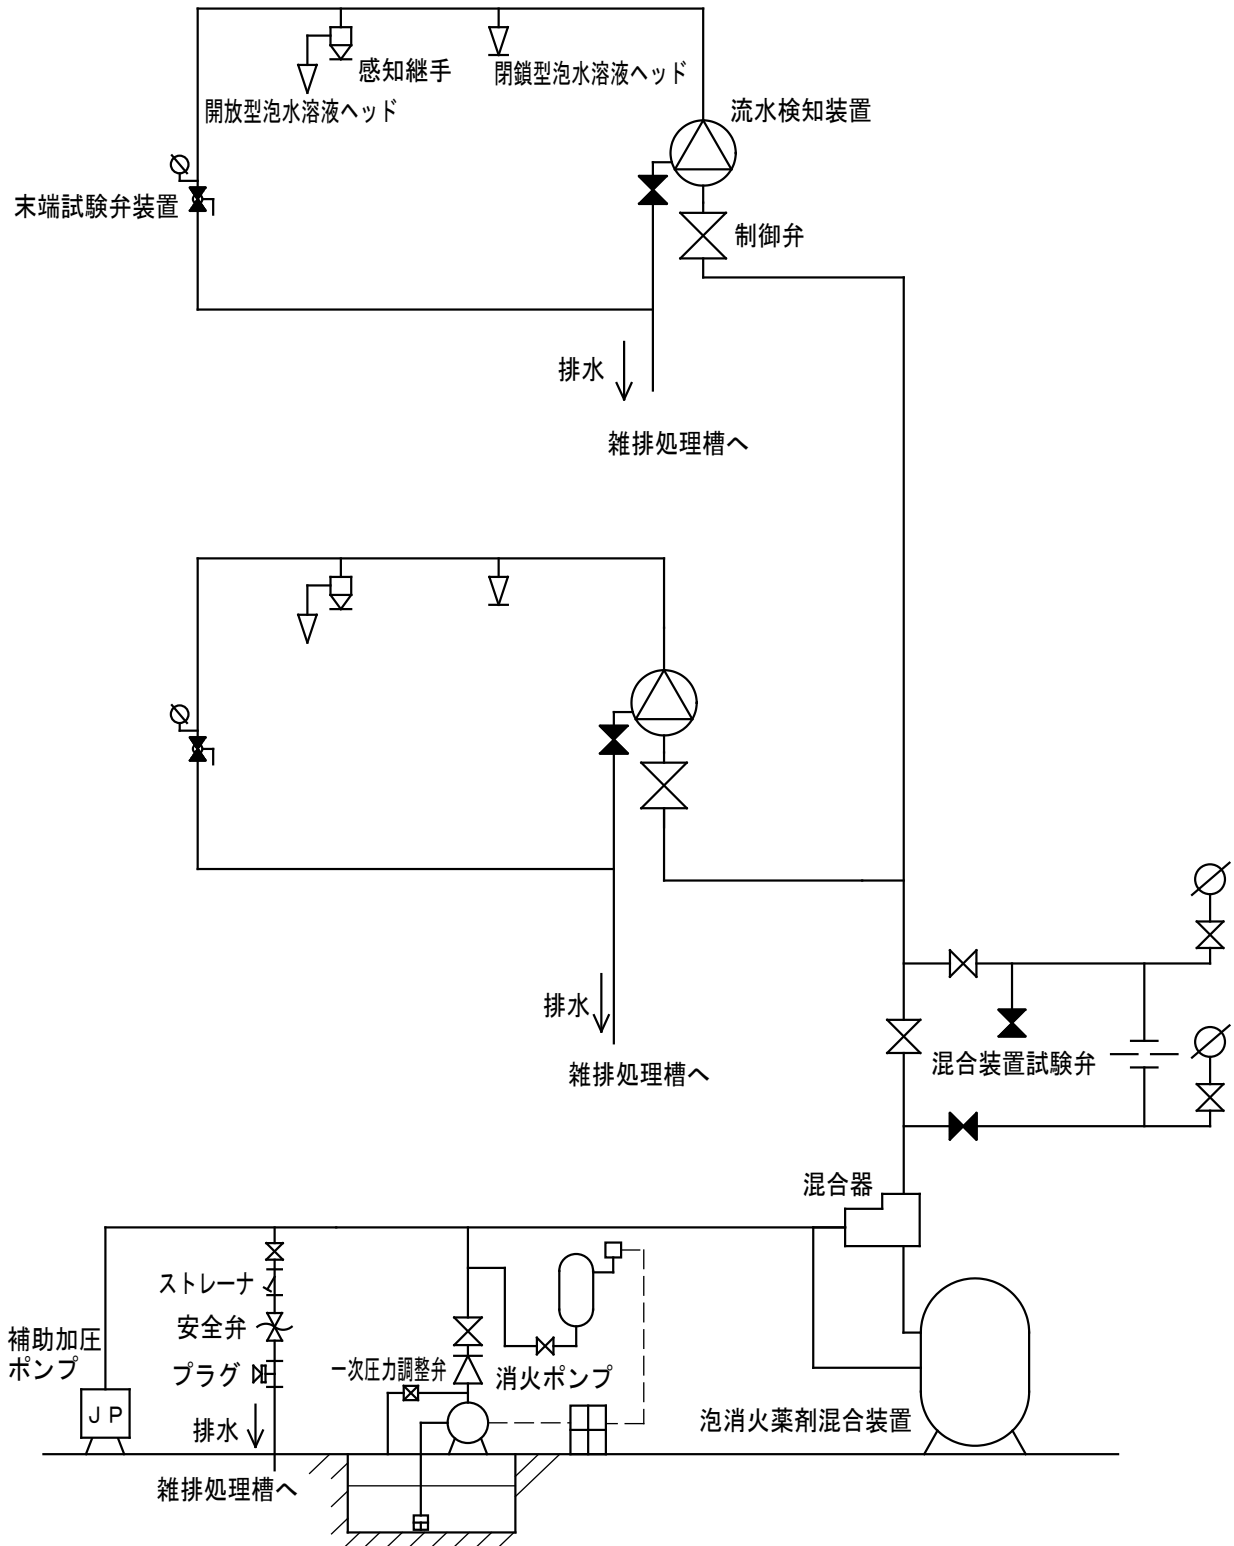 感知継手
閉鎖型泡水溶液ヘッド
開放型泡水溶液ヘッド
流水検知装置
末端試験弁装置
制御弁
排水
雑排処理槽へ
排水
雑排処理槽へ
混合装置試験弁
混合器
ストレーナ
安全弁
補助加圧
ポンプ
プラグ
一次圧力調整弁
消火ポンプ
JP
排水
泡消火薬剤混合装置
雑排処理槽へ